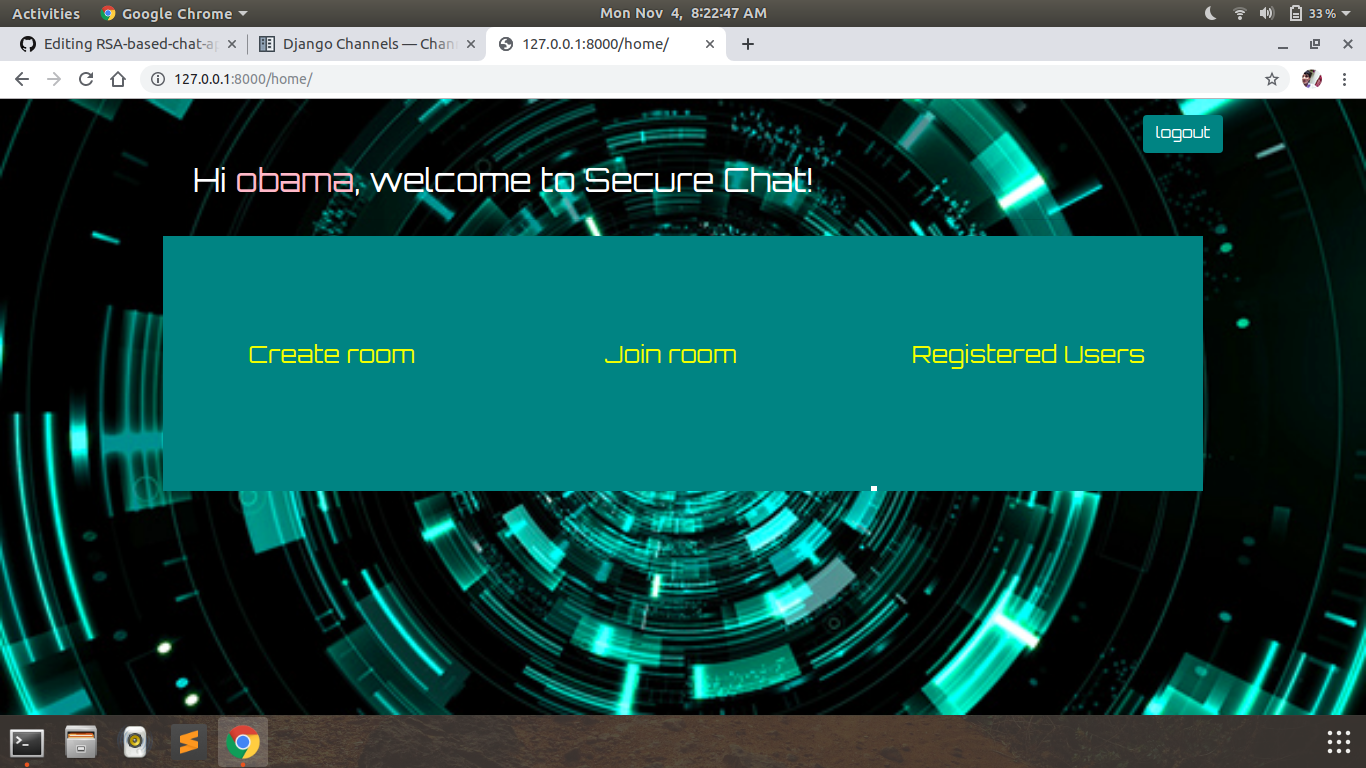 Activities
Google Chrome
Mon Nov 4, 8:22:47 AM
33 %
Editing RSA-based-chat-ap
Django Channels — Chan
127.0.0.1:8000/home/
127.0.0.1:8000/home/
logout
Hi obama, welcome to Secure Chat!
Create room
Join room
Registered Users